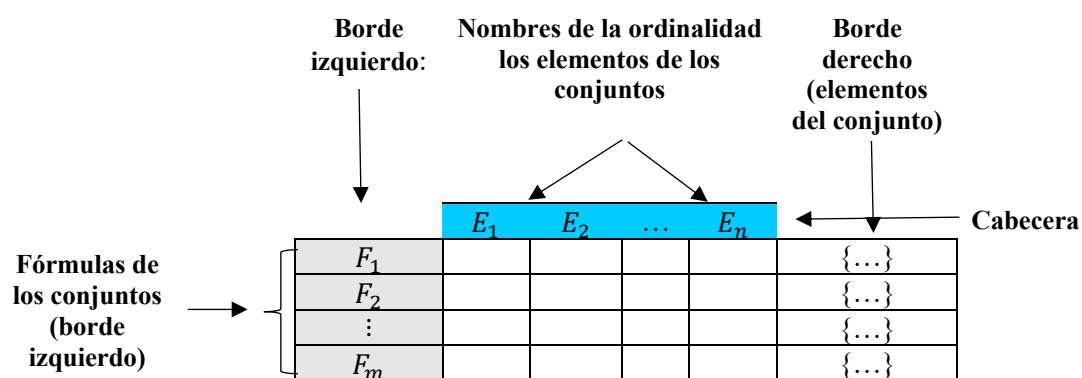 Borde
izquierdo:
Nombres de la ordinalidad
los elementos de los
conjuntos
Borde
derecho
(elementos
del conjunto)
E₁ E₂ … Eₙ
Cabecera
Fórmulas de
los conjuntos
(borde
izquierdo)
F₁ {…}
F₂ {…}
⋮ {…}
Fₘ {…}